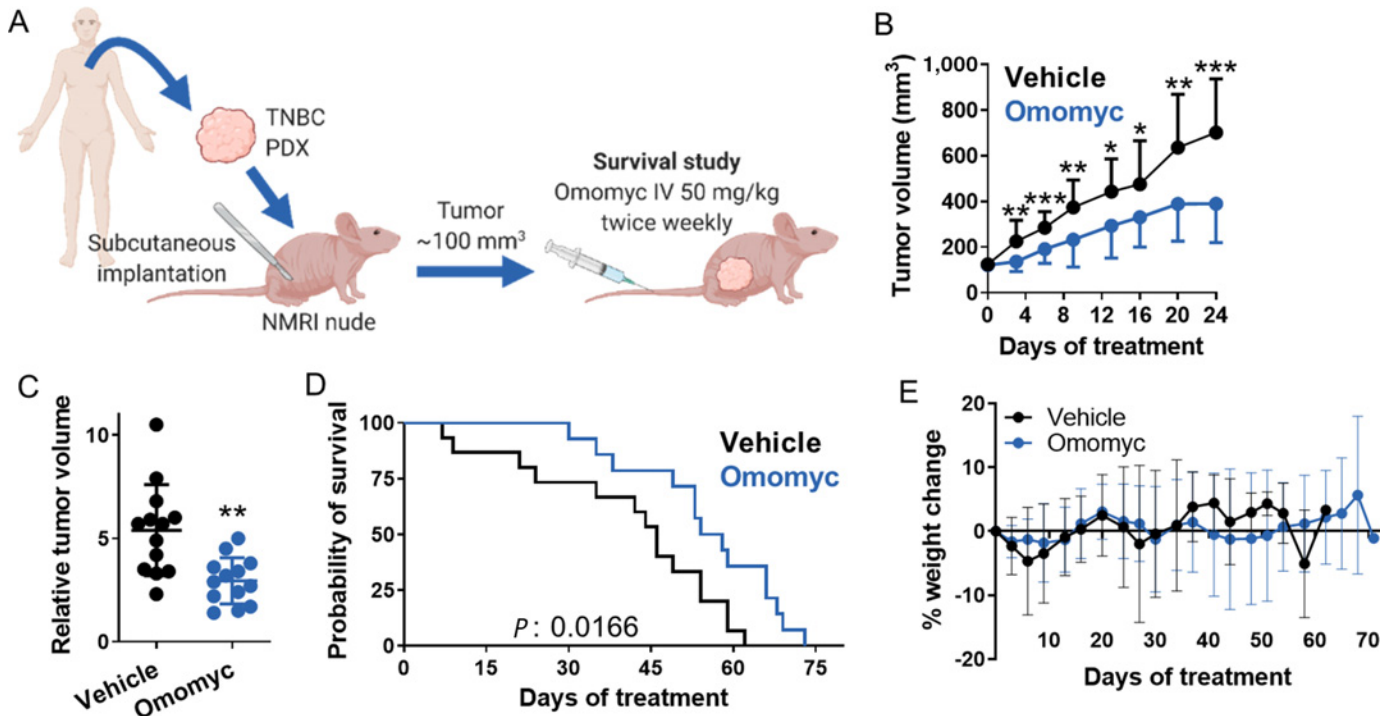 A
TNBC
PDX
Subcutaneous
implantation
NMRI nude
Tumor
~100 mm³
Survival study
Omomyc IV 50 mg/kg
twice weekly
B
Tumor volume (mm³)
1,000
800
600
400
200
0
Vehicle
Omomyc
**
***
**
*
*
**
***
0 4 8 12 16 20 24
Days of treatment
C
Relative tumor volume
10
5
0
**
Vehicle
Omomyc
D
Probability of survival
100
75
50
25
0
Vehicle
Omomyc
P: 0.0166
0 15 30 45 60 75
Days of treatment
E
% weight change
20
10
0
-10
-20
Vehicle
Omomyc
10 20 30 40 50 60 70
Days of treatment